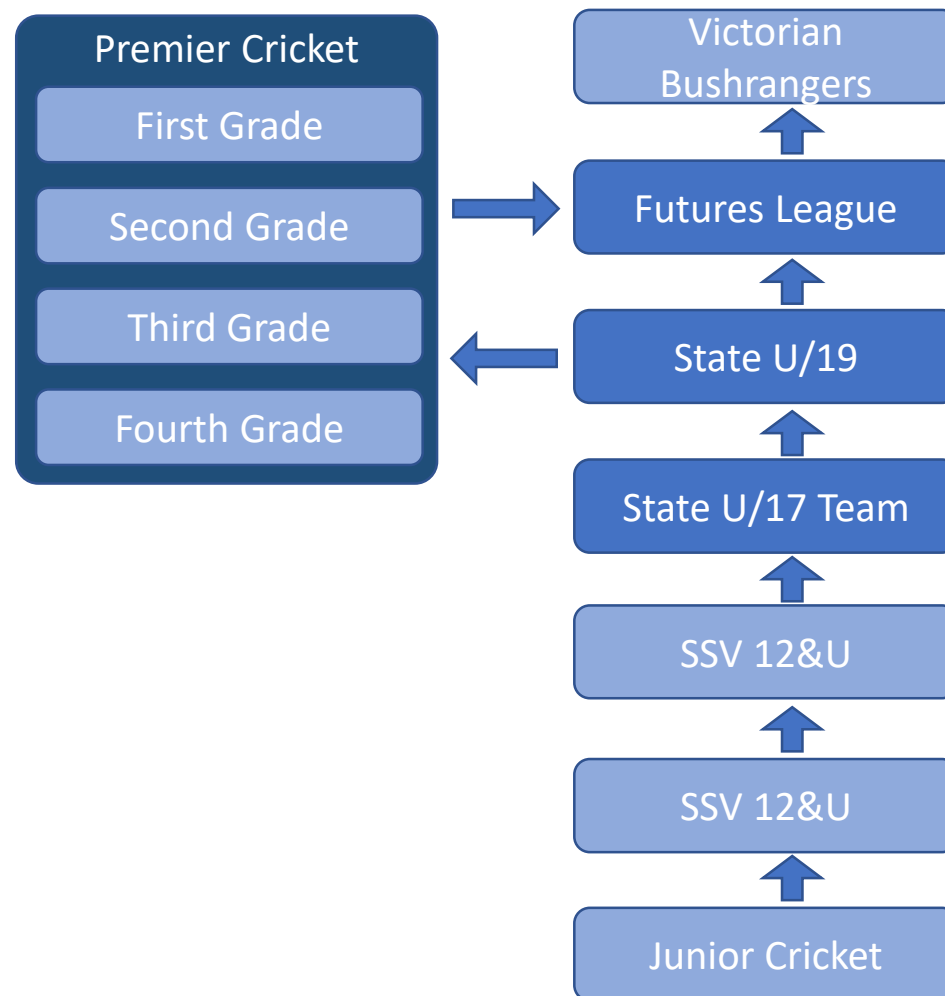 Premier Cricket
First Grade
Second Grade
Third Grade
Fourth Grade
Victorian
Bushrangers
Futures League
State U/19
State U/17 Team
SSV 12&U
SSV 12&U
Junior Cricket